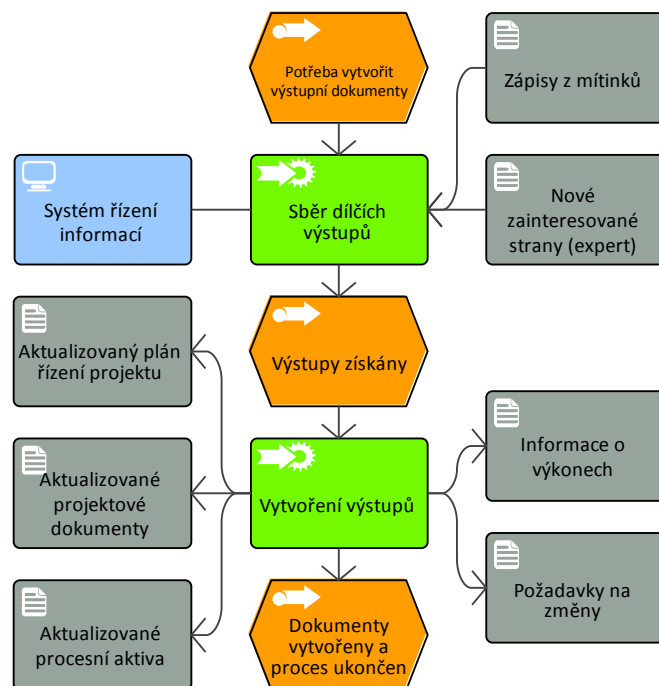 Potřeba vytvořit
výstupní dokumenty
Zápisy z mítinků
Systém řízení
informací
Sběr dílčích
výstupů
Nové
zainteresované
strany (expert)
Aktualizovaný plán
řízení projektu
Výstupy získány
Aktualizované
projektové
dokumenty
Vytvoření výstupů
Informace o
výkonech
Aktualizované
procesní aktiva
Dokumenty
vytvořeny a
proces ukončen
Požadavky na
změny